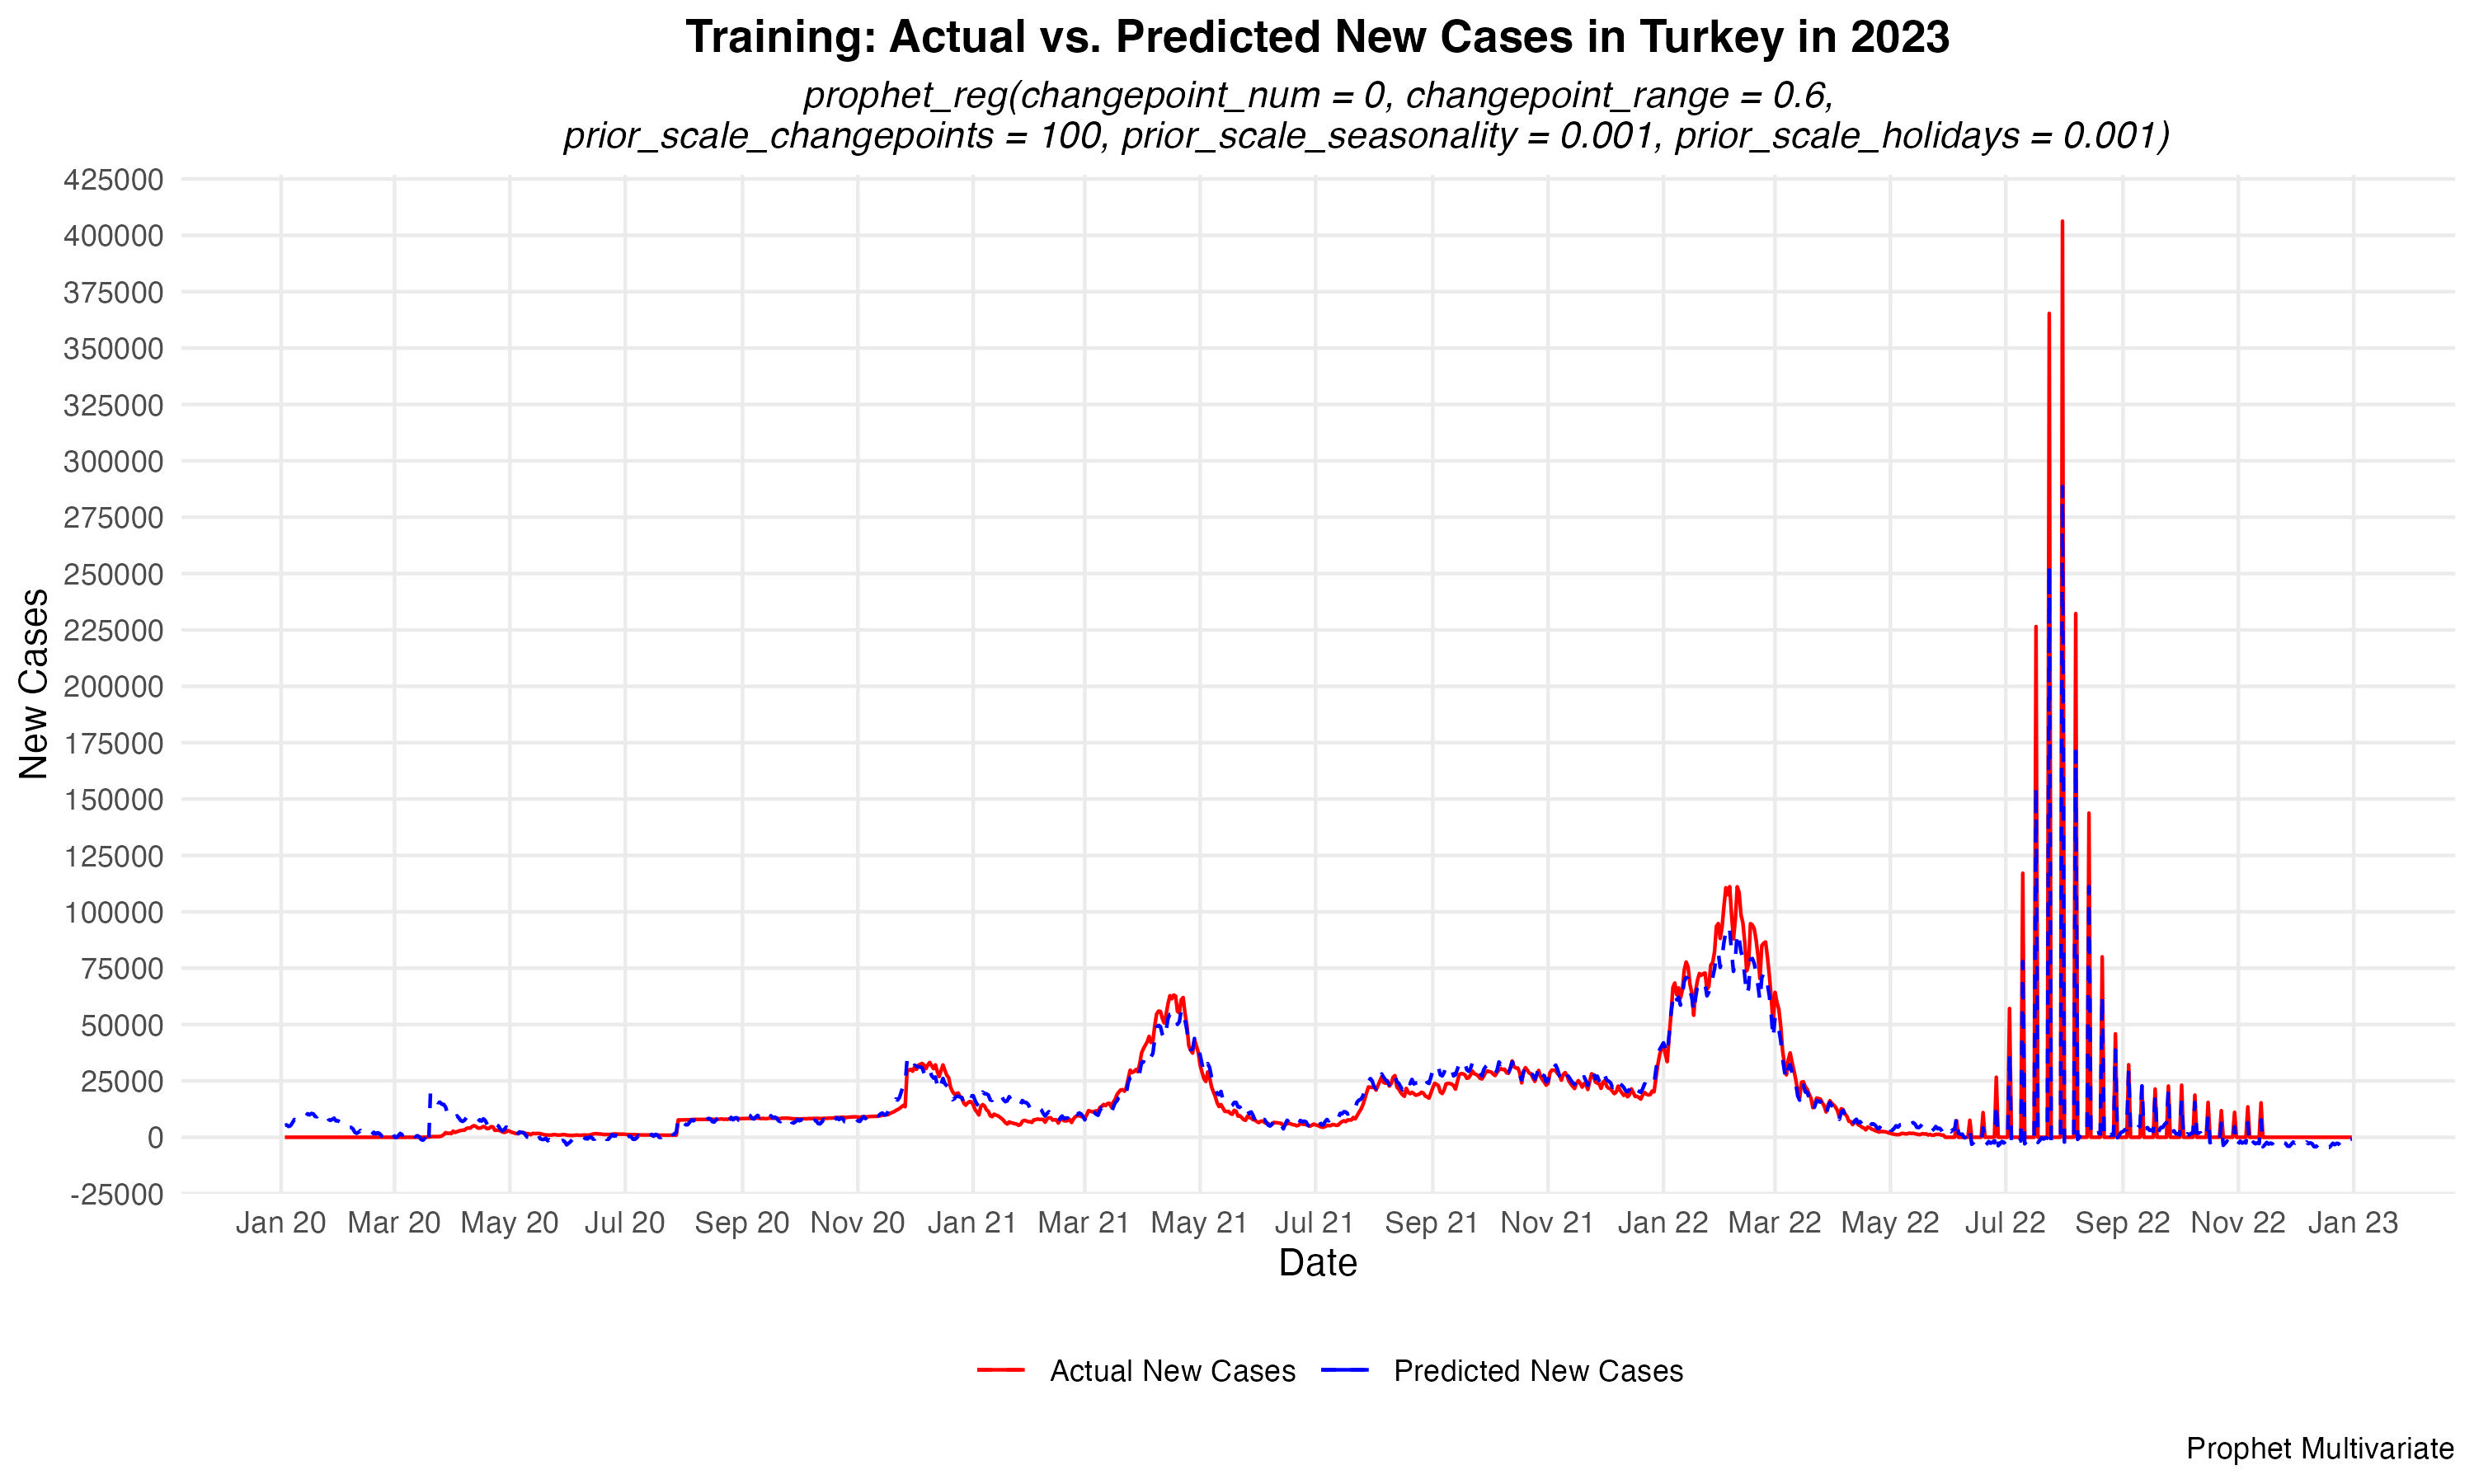 Training: Actual vs. Predicted New Cases in Turkey in 2023
prophet_reg(changepoint_num = 0, changepoint_range = 0.6,
prior_scale_changepoints = 100, prior_scale_seasonality = 0.001, prior_scale_holidays = 0.001)
425000
400000
375000
350000
325000
300000
275000
250000
225000
200000
175000
150000
125000
100000
75000
50000
25000
0
-25000
New Cases
Jan 20 Mar 20 May 20 Jul 20 Sep 20 Nov 20 Jan 21 Mar 21 May 21 Jul 21 Sep 21 Nov 21 Jan 22 Mar 22 May 22 Jul 22 Sep 22 Nov 22 Jan 23
Date
Actual New Cases Predicted New Cases
Prophet Multivariate